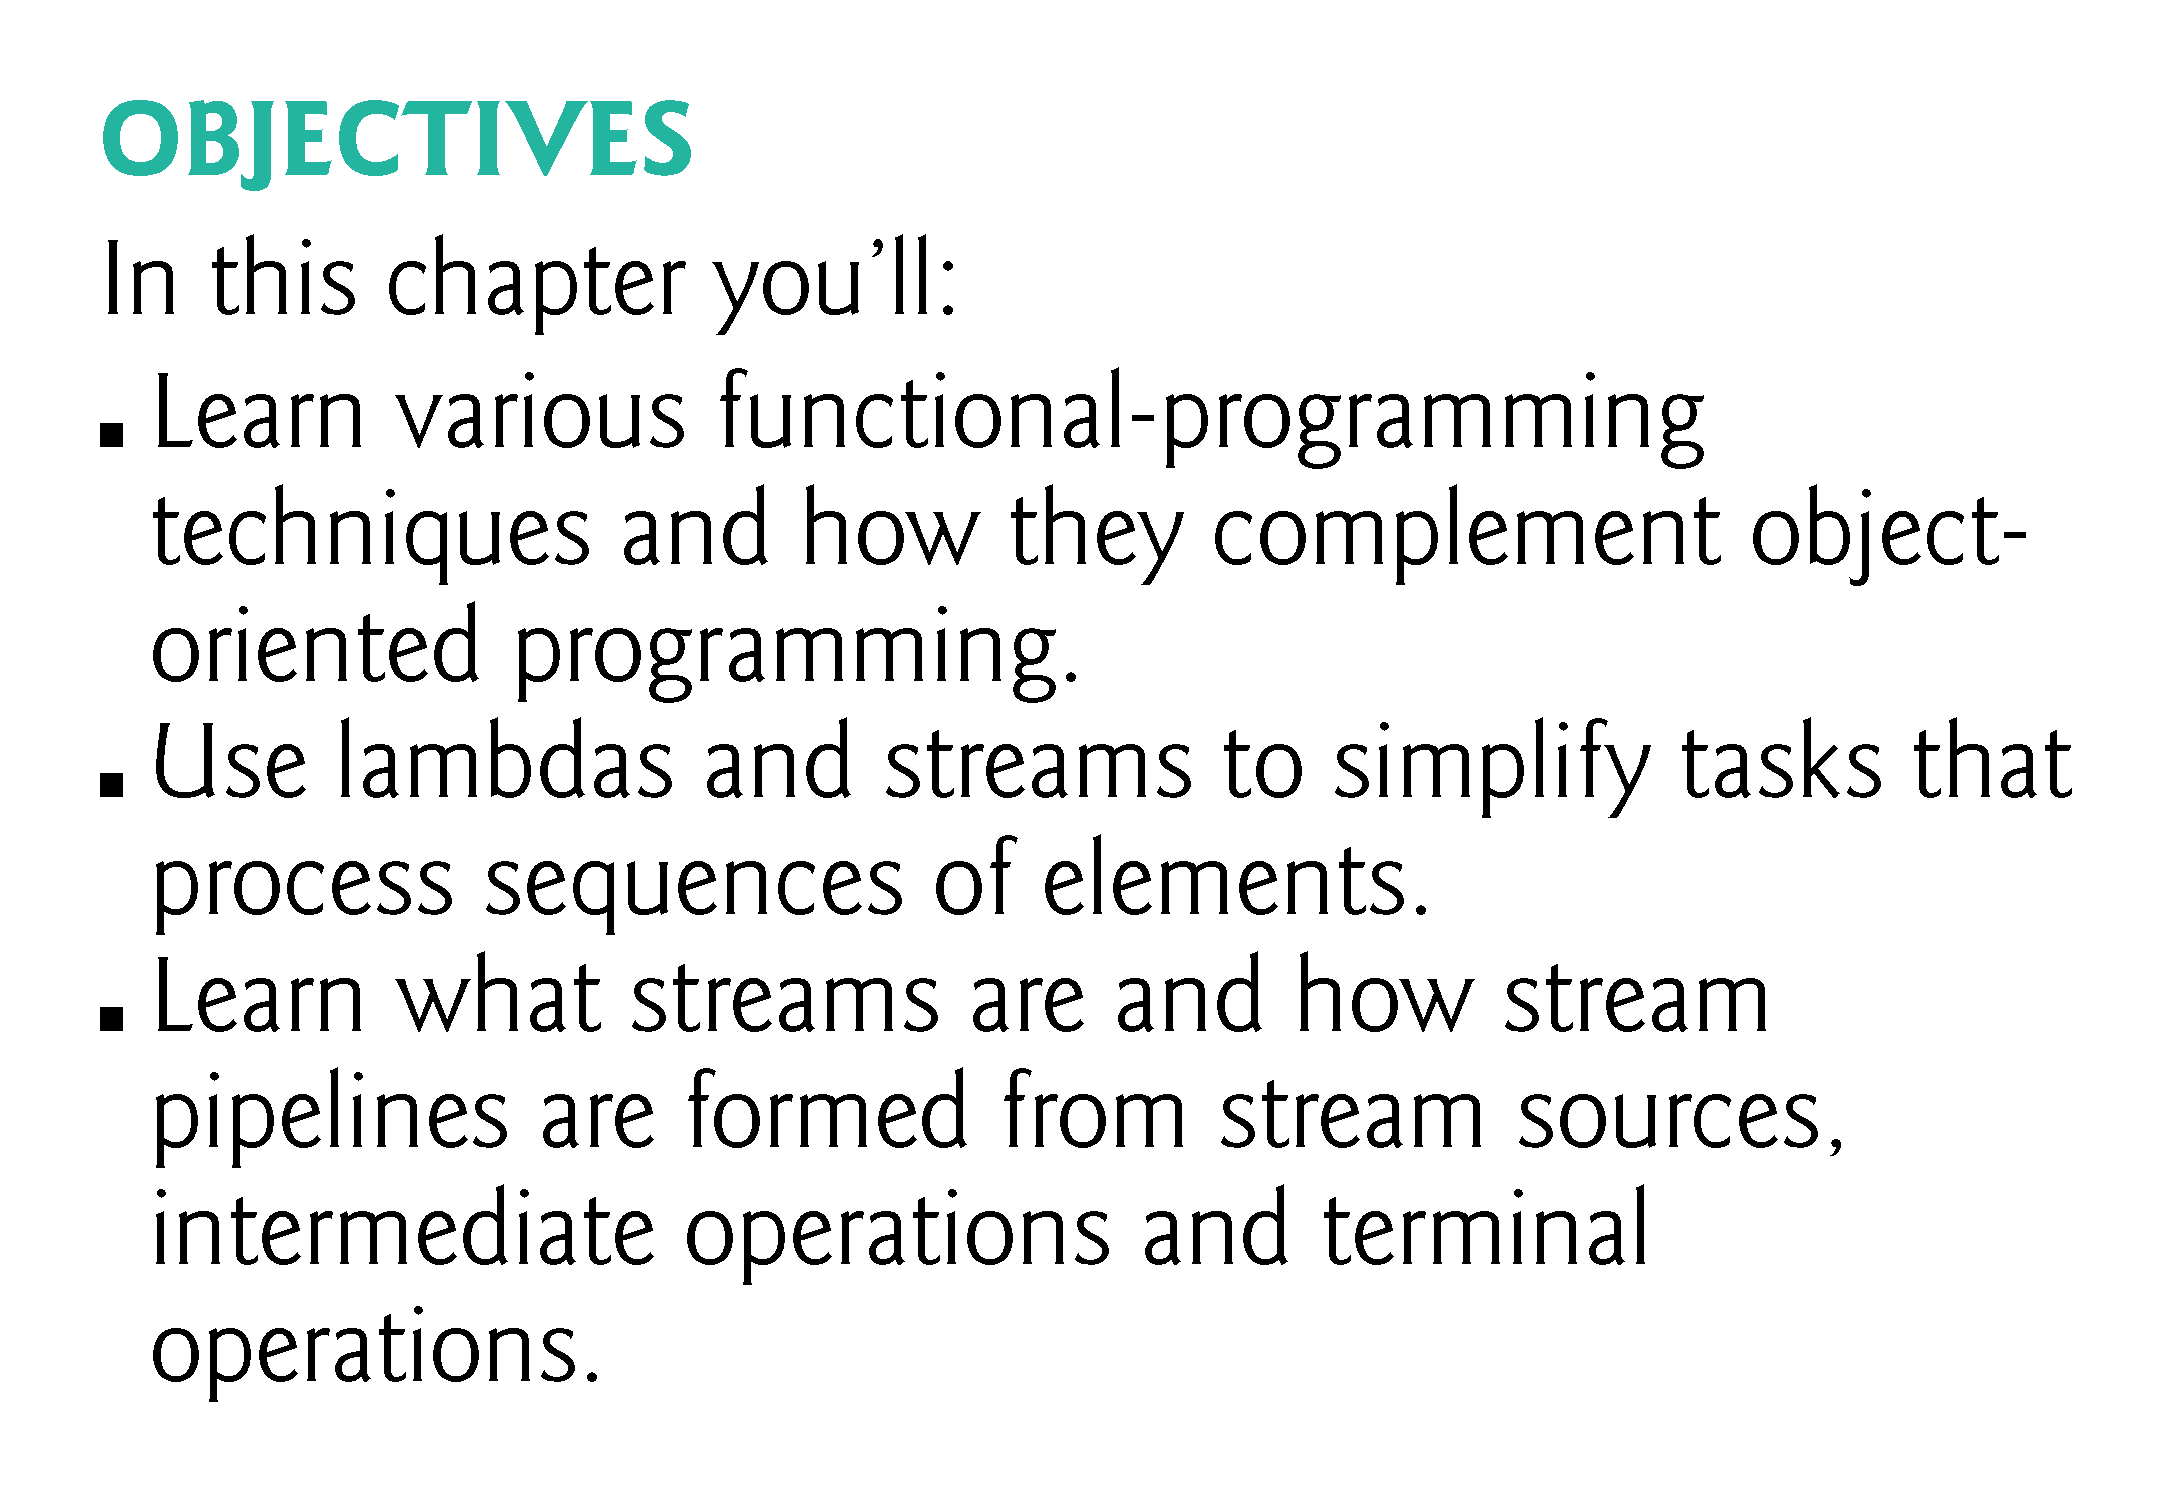 OBJECTIVES
In this chapter you’ll:
■ Learn various functional-programming
techniques and how they complement object-
oriented programming.
■ Use lambdas and streams to simplify tasks that
process sequences of elements.
■ Learn what streams are and how stream
pipelines are formed from stream sources,
intermediate operations and terminal
operations.